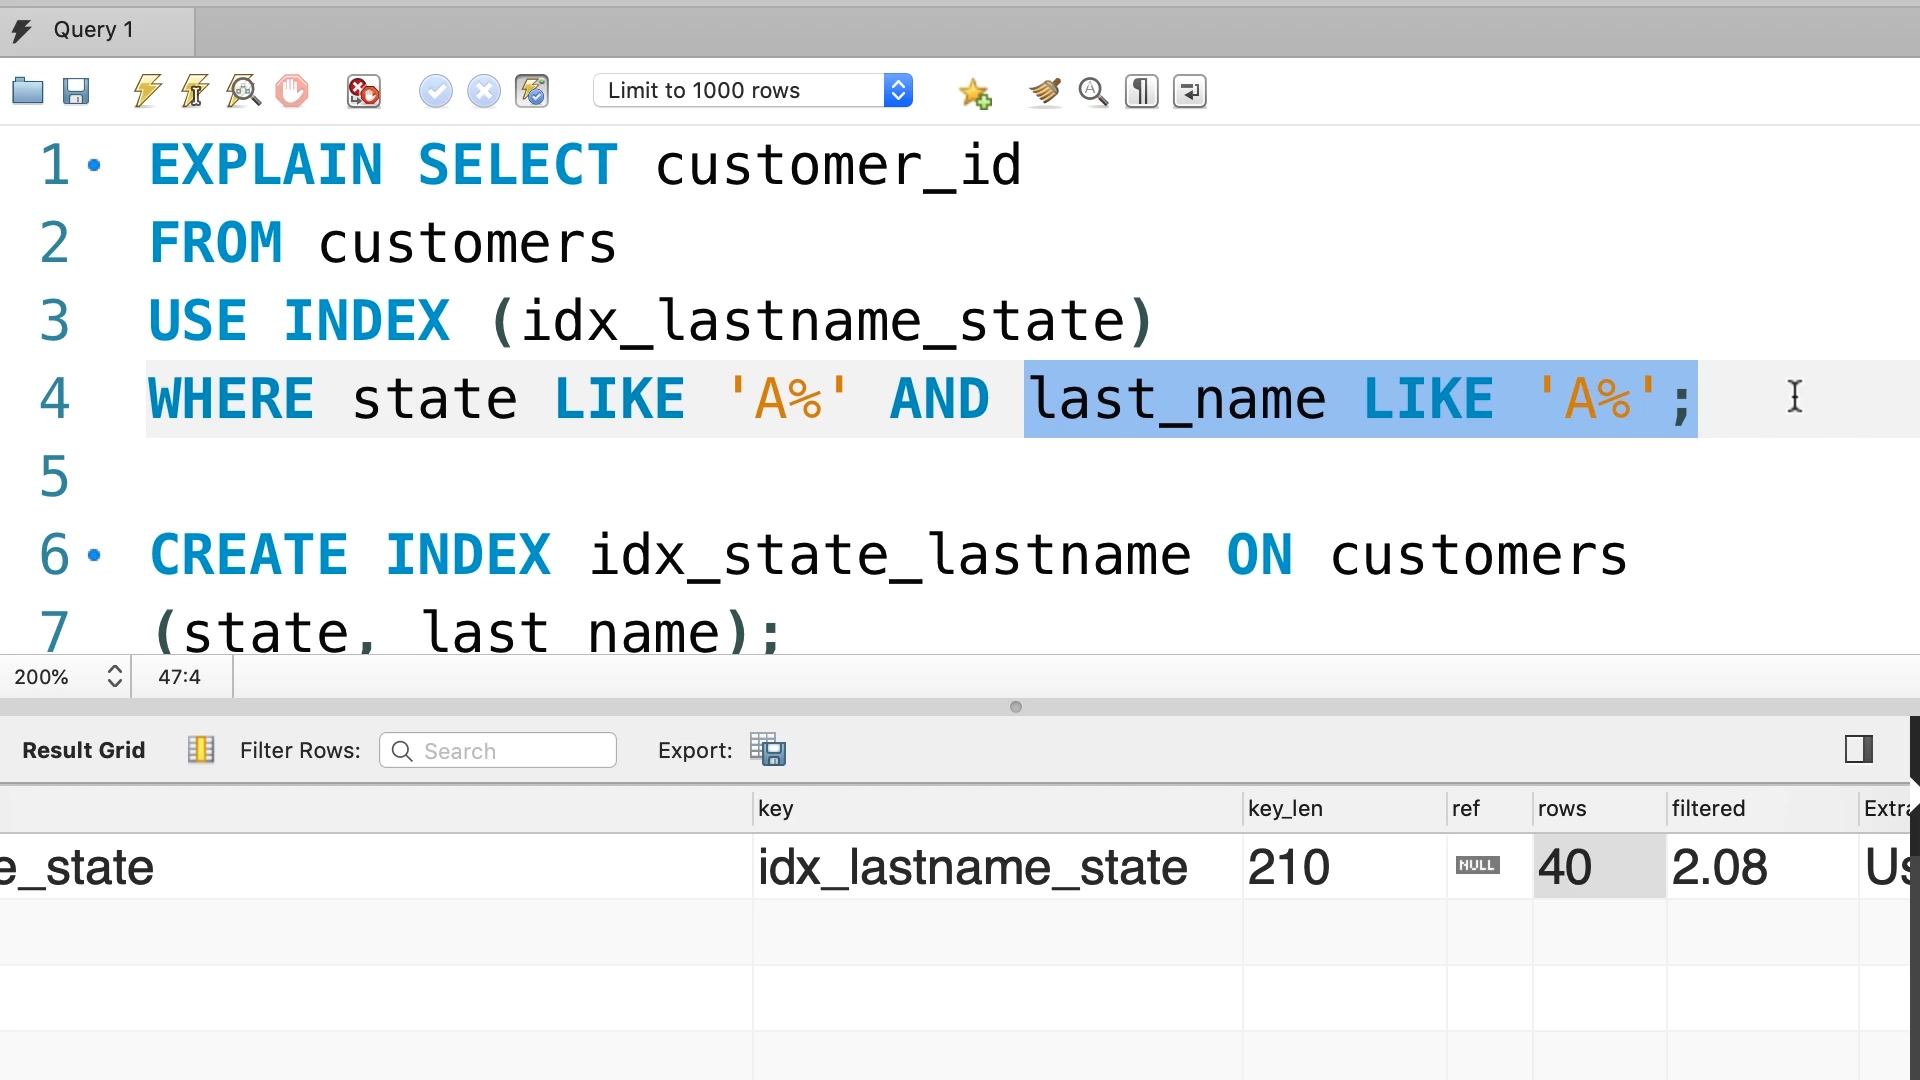 Query 1
Limit to 1000 rows
1 EXPLAIN SELECT customer_id
2 FROM customers
3 USE INDEX (idx_lastname_state)
4 WHERE state LIKE 'A%' AND last_name LIKE 'A%';
5
6 CREATE INDEX idx_state_lastname ON customers
7 (state, last_name);
200% 47:4
Result Grid Filter Rows: Search Export:
key key_len ref rows filtered Extra
e_state idx_lastname_state 210 NULL 40 2.08 Us